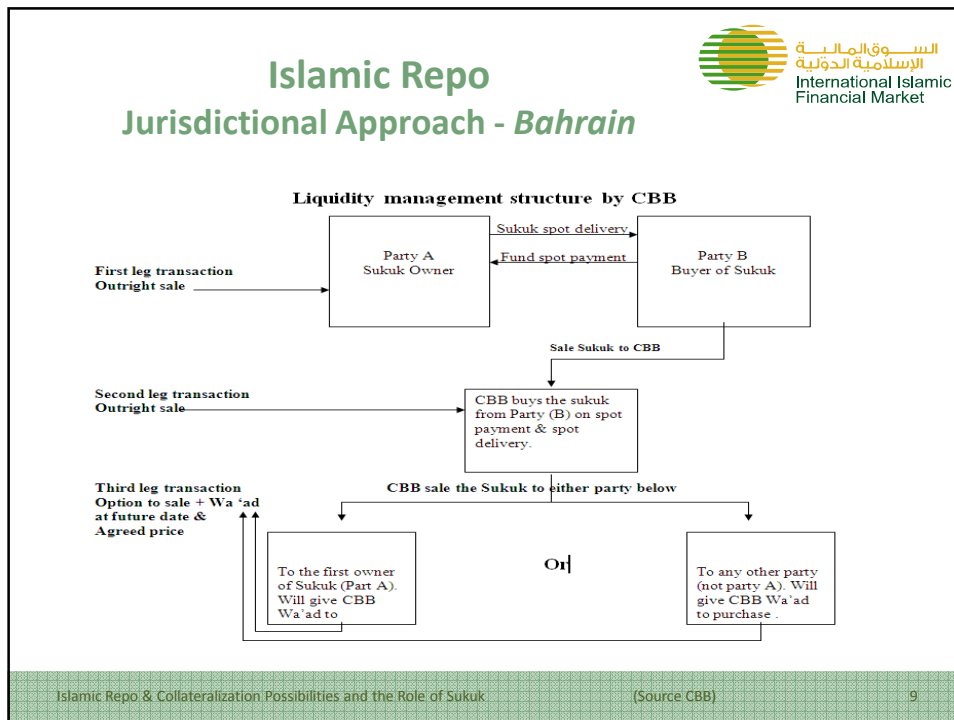 Islamic Repo
Jurisdictional Approach - Bahrain
السـوق الماليـة
الإسلامية الدولية
International Islamic
Financial Market
Liquidity management structure by CBB
Party A
Sukuk Owner
Sukuk spot delivery
Fund spot payment
Party B
Buyer of Sukuk
First leg transaction
Outright sale
Sale Sukuk to CBB
Second leg transaction
Outright sale
CBB buys the sukuk
from Party (B) on spot
payment & spot
delivery.
Third leg transaction
Option to sale + Wa ‘ad
at future date &
Agreed price
CBB sale the Sukuk to either party below
To the first owner
of Sukuk (Part A).
Will give CBB
Wa’ad to
Or
To any other party
(not party A). Will
give CBB Wa’ad
to purchase .
Islamic Repo & Collateralization Possibilities and the Role of Sukuk
(Source CBB)
9